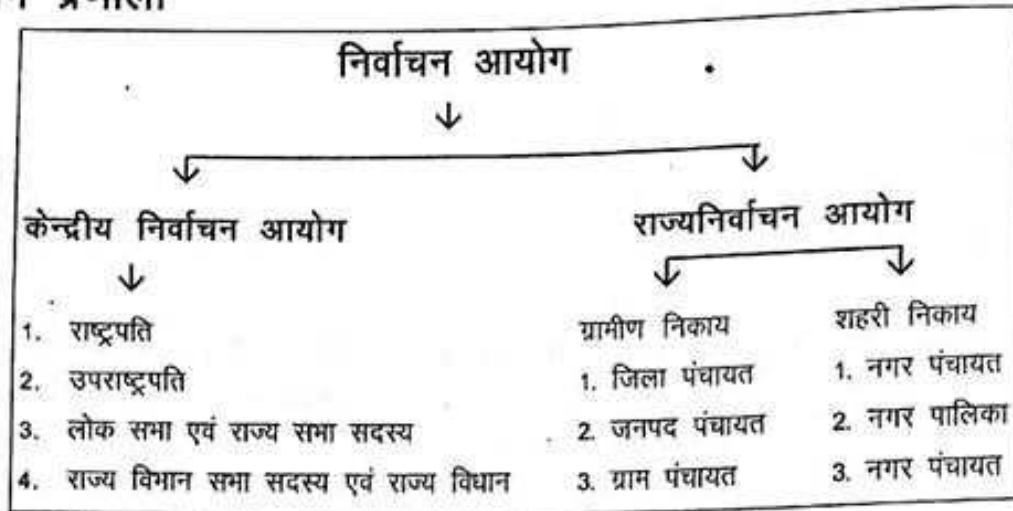 प्रणाली
निर्वाचन आयोग
केन्द्रीय निर्वाचन आयोग
राज्यनिर्वाचन आयोग
1. राष्ट्रपति
2. उपराष्ट्रपति
3. लोक सभा एवं राज्य सभा सदस्य
4. राज्य विभान सभा सदस्य एवं राज्य विधान
ग्रामीण निकाय
1. जिला पंचायत
2. जनपद पंचायत
3. ग्राम पंचायत
शहरी निकाय
1. नगर पंचायत
2. नगर पालिका
3. नगर पंचायत